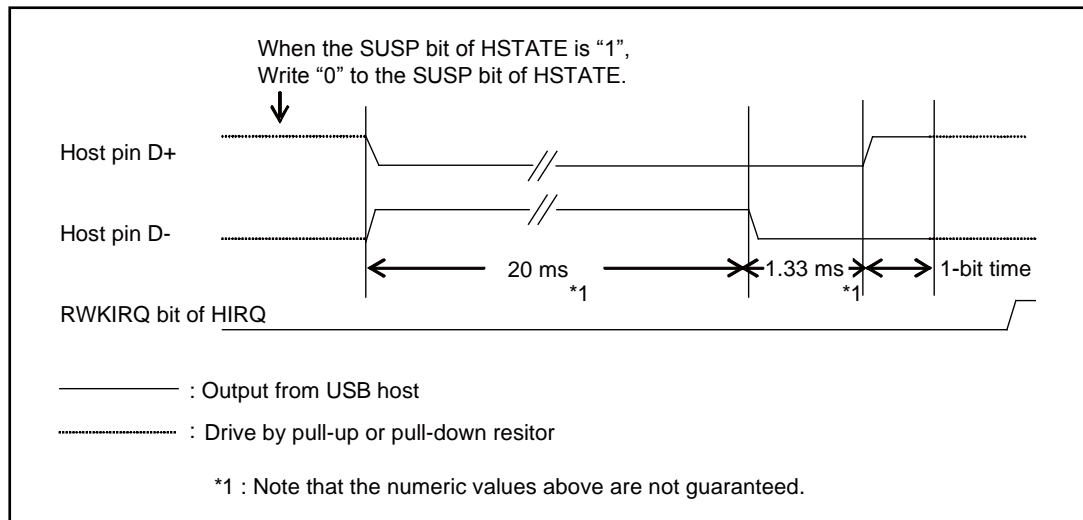 When the SUSP bit of HSTATE is “1”,
Write “0” to the SUSP bit of HSTATE.
Host pin D+
Host pin D-
20 ms
*1
1.33 ms
*1
1-bit time
RWKIRQ bit of HIRQ
: Output from USB host
: Drive by pull-up or pull-down resitor
*1 : Note that the numeric values above are not guaranteed.